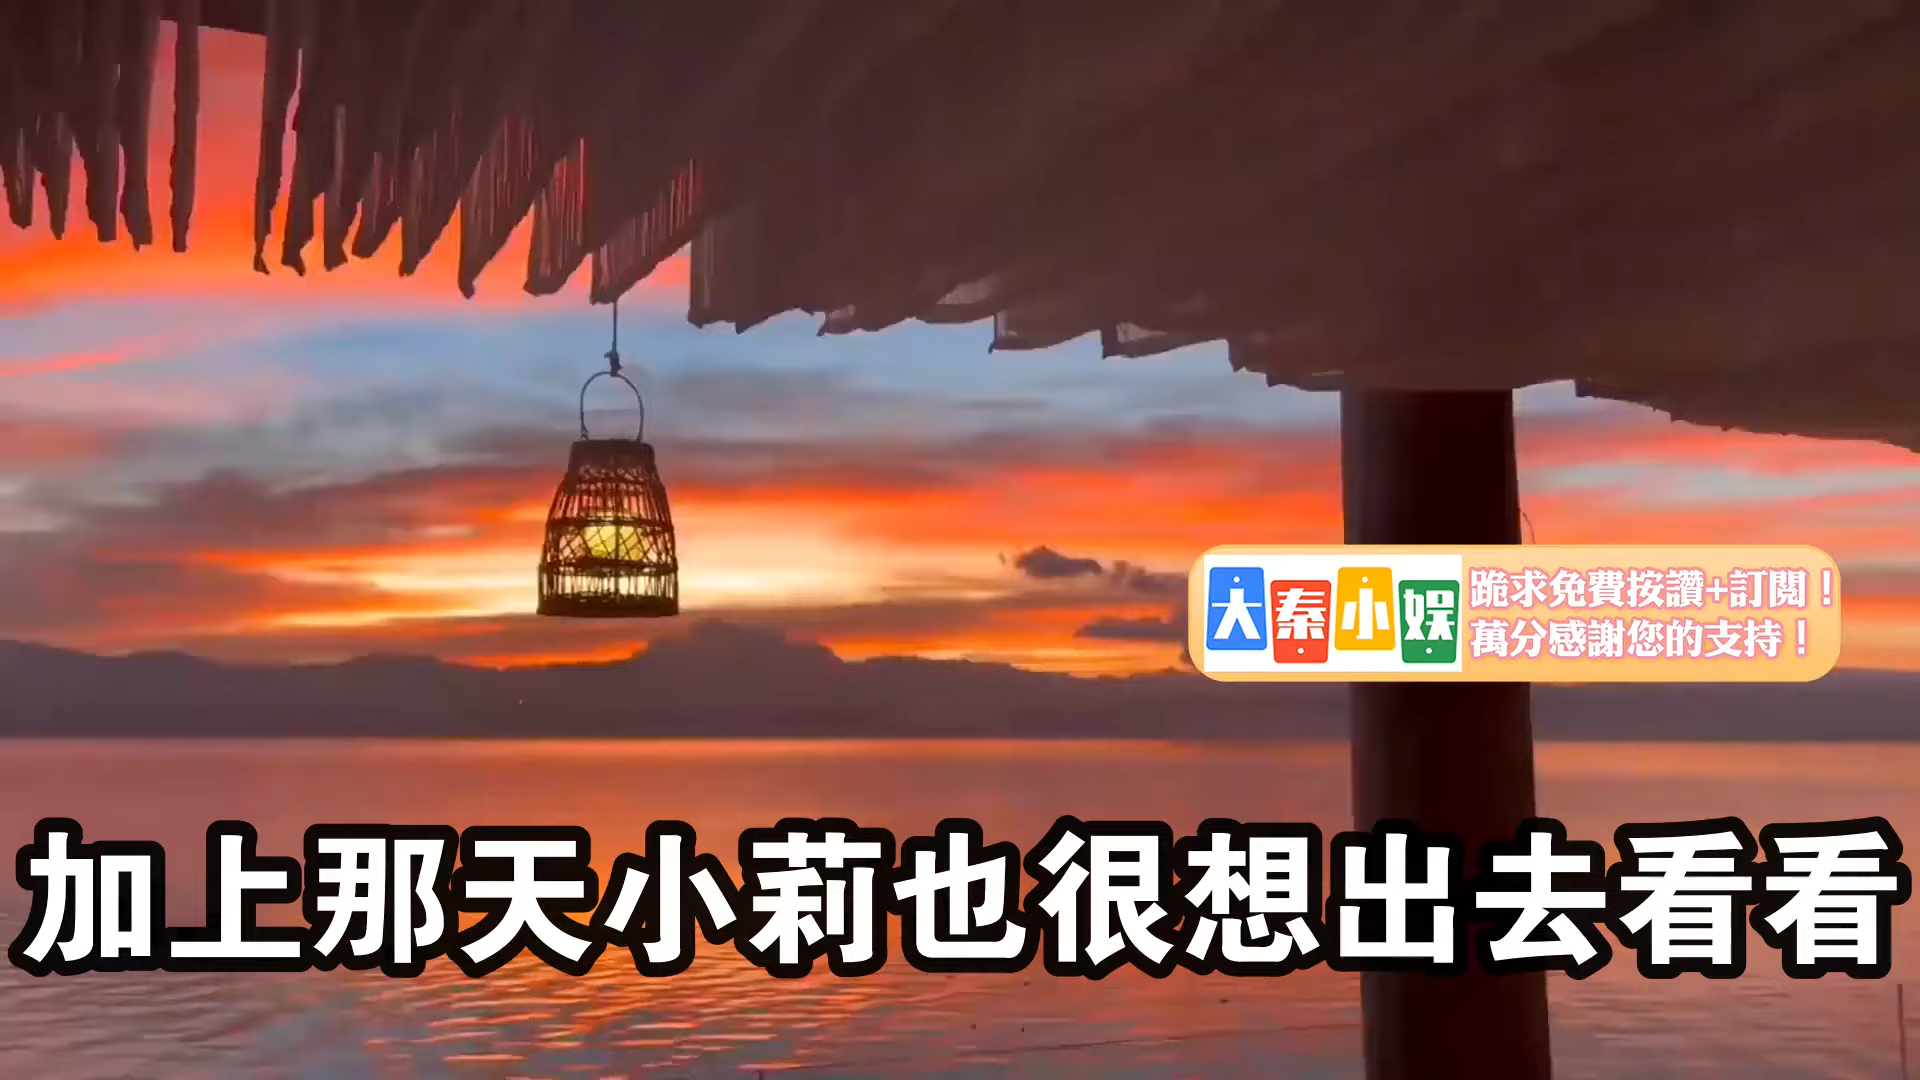 大秦小娱
跪求免費按讚+訂閱！
萬分感謝您的支持！
加上那天小莉也很想出去看看